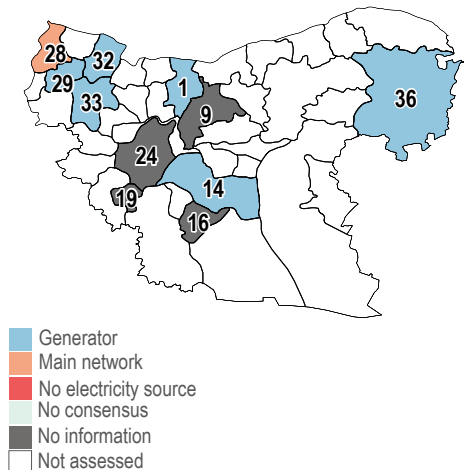 28
32
29
33
1
9
36
24
14
19
16
Generator
Main network
No electricity source
No consensus
No information
Not assessed